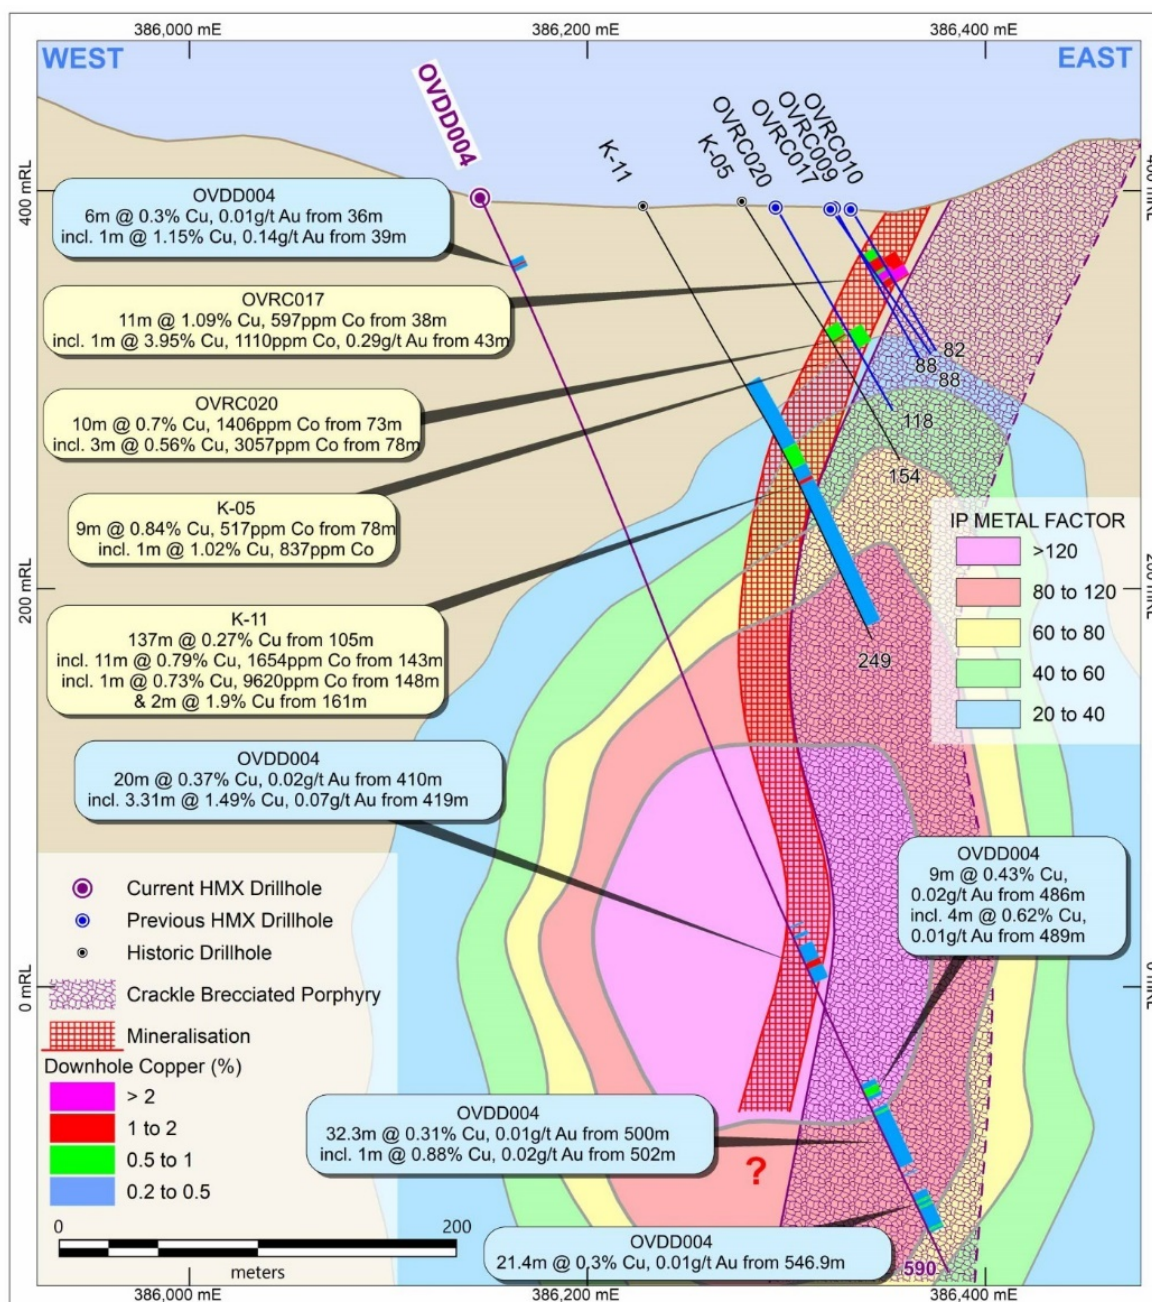 386,000 mE
386,200 mE
386,400 mE
WEST
EAST
OVDD004
K-11
K-05
OVRC020
OVRC017
OVRC009
OVRC010
400 mRL
400 mRL
OVDD004
6m @ 0.3% Cu, 0.01g/t Au from 36m
incl. 1m @ 1.15% Cu, 0.14g/t Au from 39m
OVRC017
11m @ 1.09% Cu, 597ppm Co from 38m
incl. 1m @ 3.95% Cu, 1110ppm Co, 0.29g/t Au from 43m
82
88
88
OVRC020
10m @ 0.7% Cu, 1406ppm Co from 73m
incl. 3m @ 0.56% Cu, 3057ppm Co from 78m
118
154
K-05
9m @ 0.84% Cu, 517ppm Co from 78m
incl. 1m @ 1.02% Cu, 837ppm Co
IP METAL FACTOR
>120
80 to 120
60 to 80
40 to 60
20 to 40
200 mRL
200 mRL
K-11
137m @ 0.27% Cu from 105m
incl. 11m @ 0.79% Cu, 1654ppm Co from 143m
incl. 1m @ 0.73% Cu, 9620ppm Co from 148m
& 2m @ 1.9% Cu from 161m
249
OVDD004
20m @ 0.37% Cu, 0.02g/t Au from 410m
incl. 3.31m @ 1.49% Cu, 0.07g/t Au from 419m
OVDD004
9m @ 0.43% Cu,
0.02g/t Au from 486m
incl. 4m @ 0.62% Cu,
0.01g/t Au from 489m
Current HMX Drillhole
Previous HMX Drillhole
Historic Drillhole
0 mRL
0 mRL
Crackle Brecciated Porphyry
Mineralisation
Downhole Copper (%)
> 2
1 to 2
0.5 to 1
0.2 to 0.5
OVDD004
32.3m @ 0.31% Cu, 0.01g/t Au from 500m
incl. 1m @ 0.88% Cu, 0.02g/t Au from 502m
?
0
200
meters
OVDD004
21.4m @ 0.3% Cu, 0.01g/t Au from 546.9m
590
386,000 mE
386,200 mE
386,400 mE